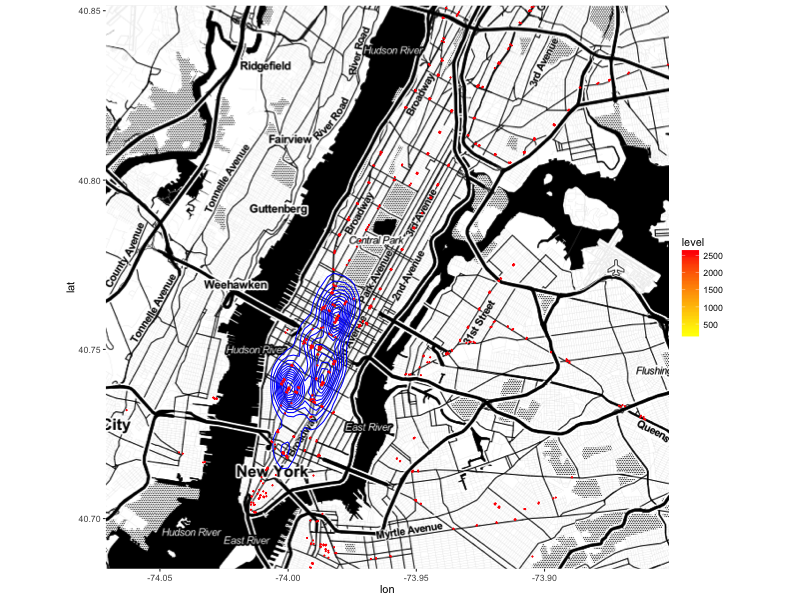 40.85
40.80
40.75
40.70
lat
-74.05
-74.00
-73.95
-73.90
lon
level
2500
2000
1500
1000
500
Hudson River
River Road
Ridgefield
3rd Avenue
Broadway
River Road
Fairview
Tonnelle Avenue
Guttenberg
Broadway
3rd Avenue
Central Park
County Avenue
Park Avenue
2nd Avenue
Weehawken
Tonnelle Avenue
31st Street
Hudson River
Avenue
Flushing
City
Broadway
East River
Queens
New York
Hudson River
East River
Myrtle Avenue